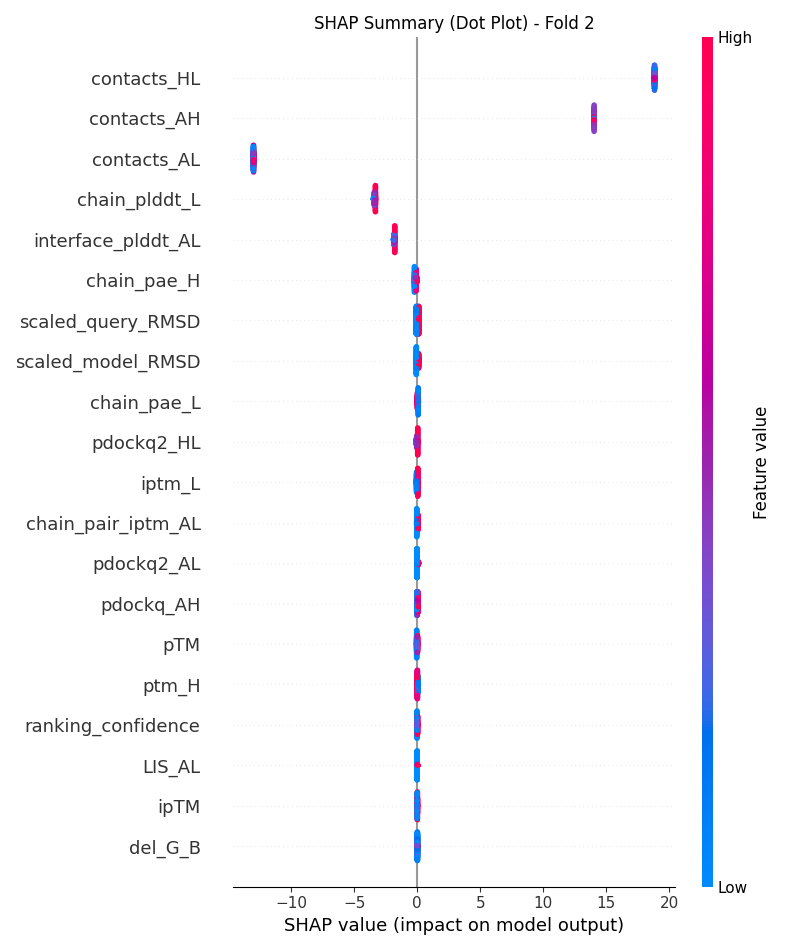 SHAP Summary (Dot Plot) - Fold 2
High
contacts_HL
contacts_AH
contacts_AL
chain_plddt_L
interface_plddt_AL
chain_pae_H
scaled_query_RMSD
scaled_model_RMSD
chain_pae_L
pdockq2_HL
iptm_L
chain_pair_iptm_AL
pdockq2_AL
pdockq_AH
pTM
ptm_H
ranking_confidence
LIS_AL
ipTM
del_G_B
Feature value
Low
−10 −5 0 5 10 15 20
SHAP value (impact on model output)